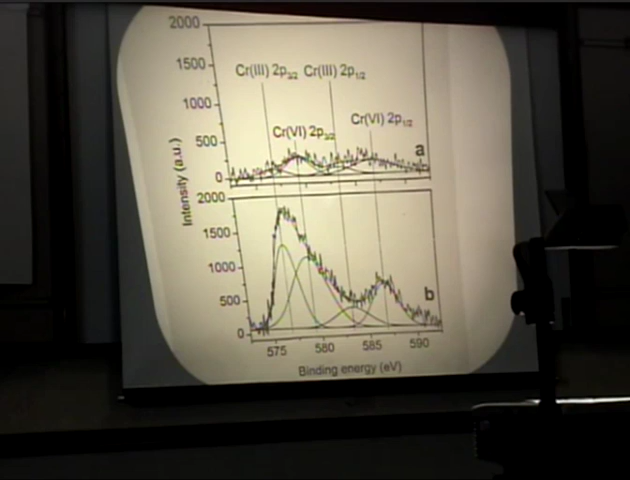 2000
Cr(III) 2p3/2 Cr(III) 2p1/2
1500
1000
Cr(VI) 2p3/2 Cr(VI) 2p1/2
500
a
0
Intensity (a.u.)
2000
1500
1000
b
500
0
575 580 585 590
Binding energy (eV)